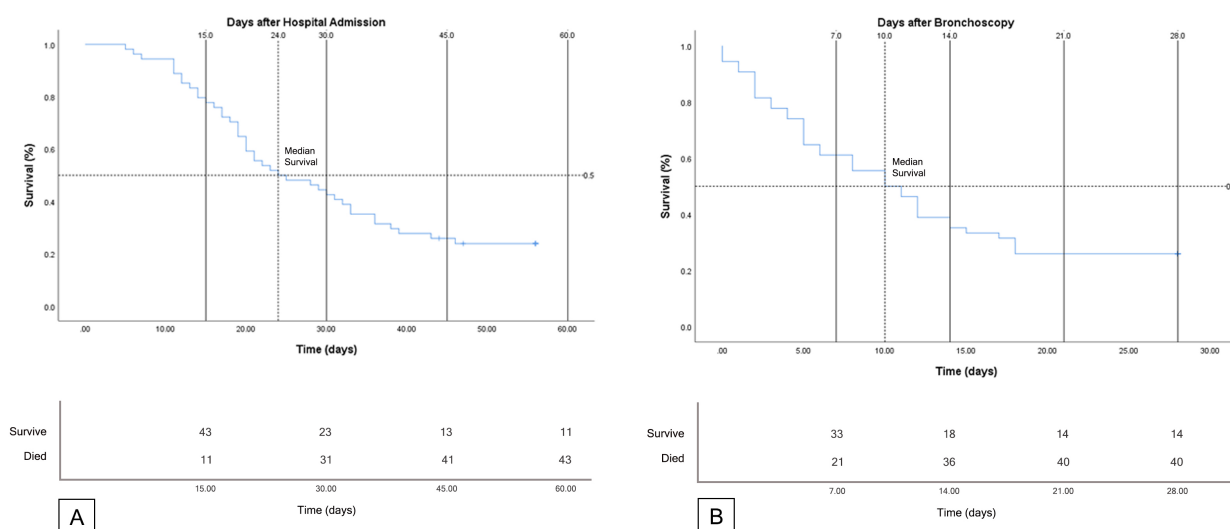 Days after Hospital Admission
15.0 24.0 30.0 45.0 60.0
1.0
0.8
0.6
0.4
0.2
0.0
Survival (%)
Median
Survival
0.5
.00 10.00 20.00 30.00 40.00 50.00 60.00
Time (days)
Survive 43 23 13 11
Died 11 31 41 43
15.00 30.00 45.00 60.00
Time (days)
A
Days after Bronchoscopy
7.0 10.0 14.0 21.0 28.0
1.0
0.8
0.6
0.4
0.2
0.0
Survival (%)
Median
Survival
0
.00 5.00 10.00 15.00 20.00 25.00 30.00
Time (days)
Survive 33 18 14 14
Died 21 36 40 40
7.00 14.00 21.00 28.00
Time (days)
B